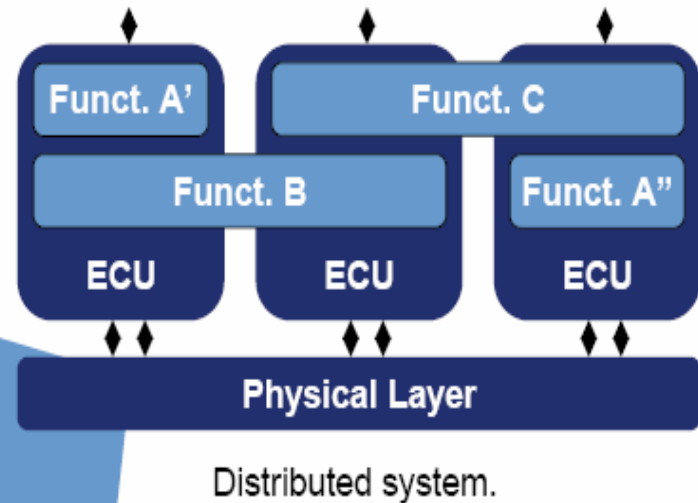 Funct. A’
Funct. C
Funct. B
Funct. A”
ECU
ECU
ECU
Physical Layer
Distributed system.